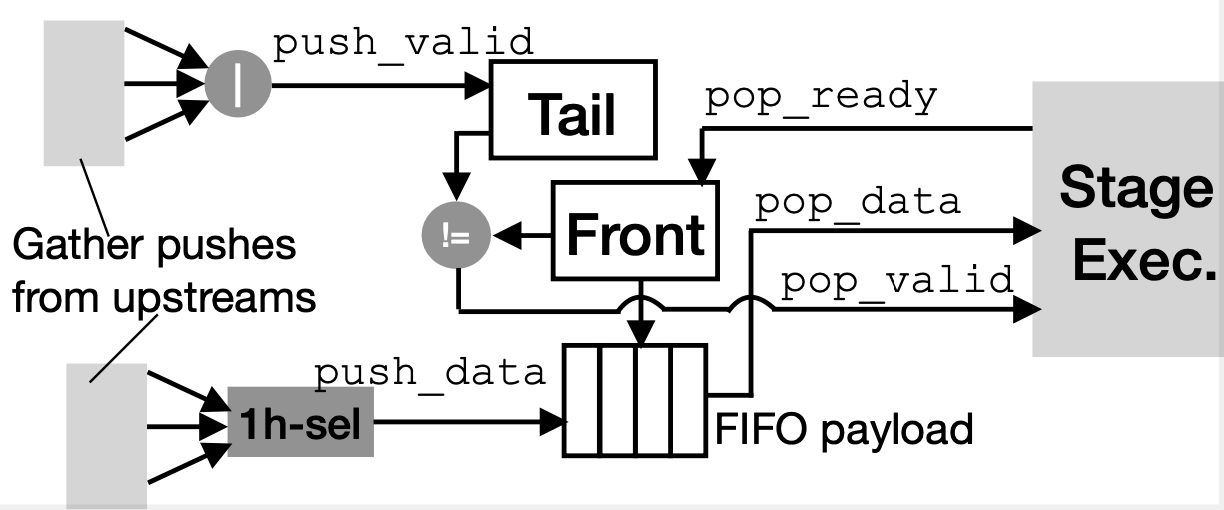 push_valid
|
Tail
pop_ready
Stage
Exec.
pop_data
!=
Front
Gather pushes
from upstreams
pop_valid
push_data
1h-sel
FIFO payload